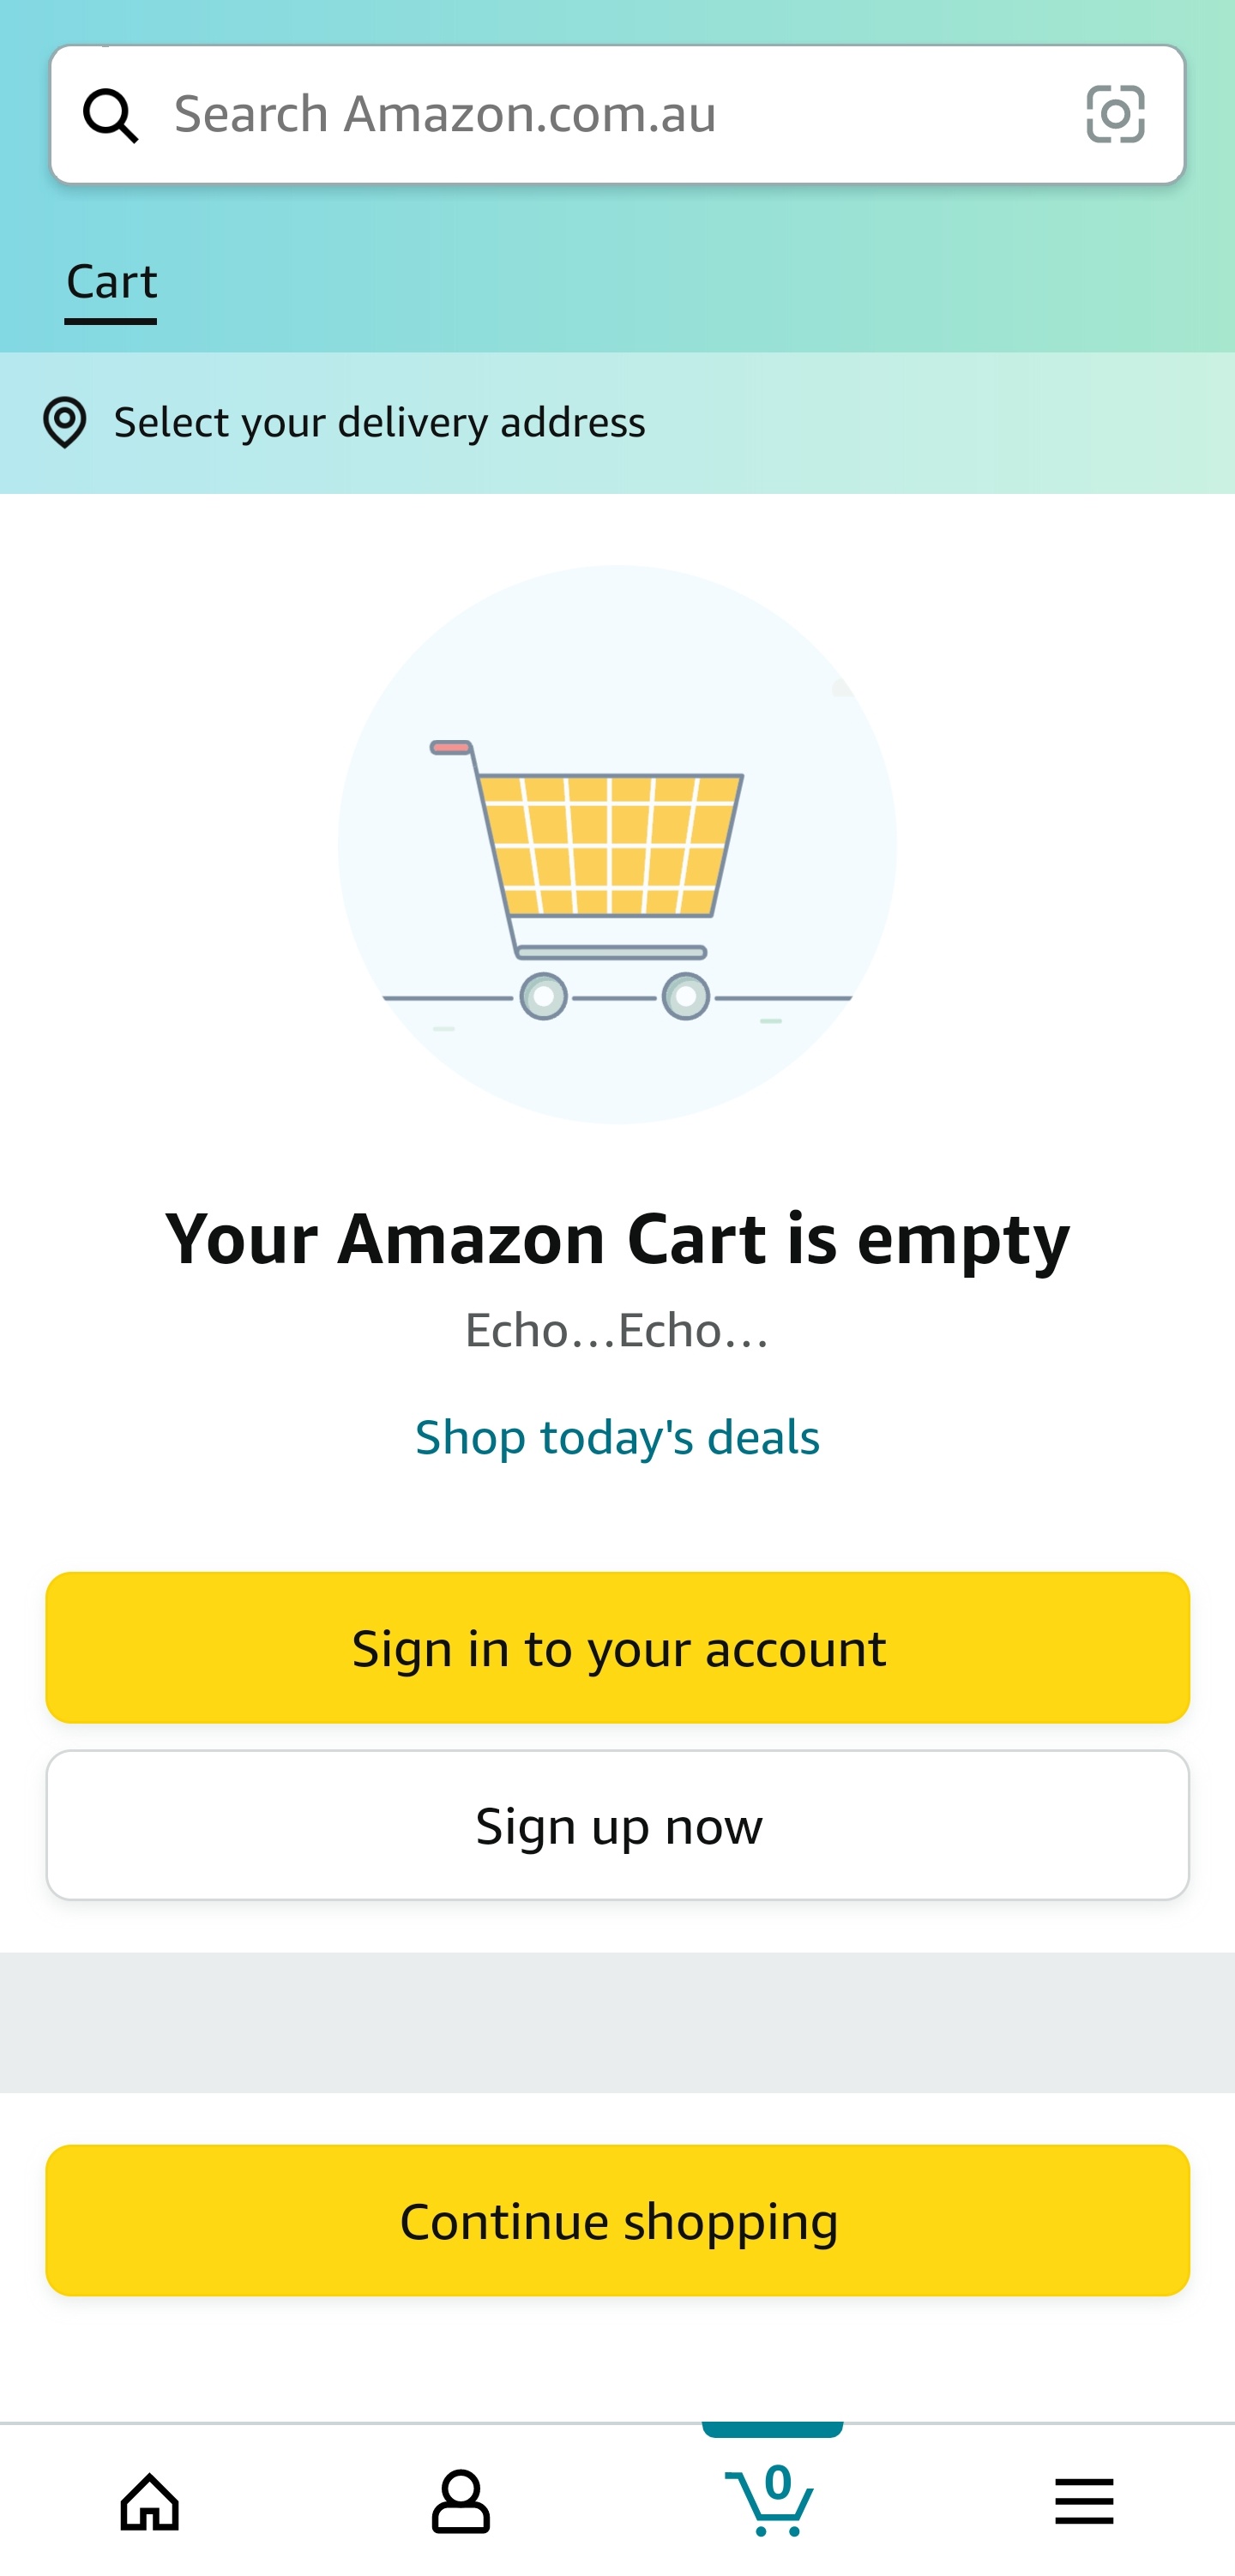 Search Amazon.com.au
Cart
Select your delivery address
Your Amazon Cart is empty
Echo...Echo...
Shop today's deals
Sign in to your account
Sign up now
Continue shopping
0